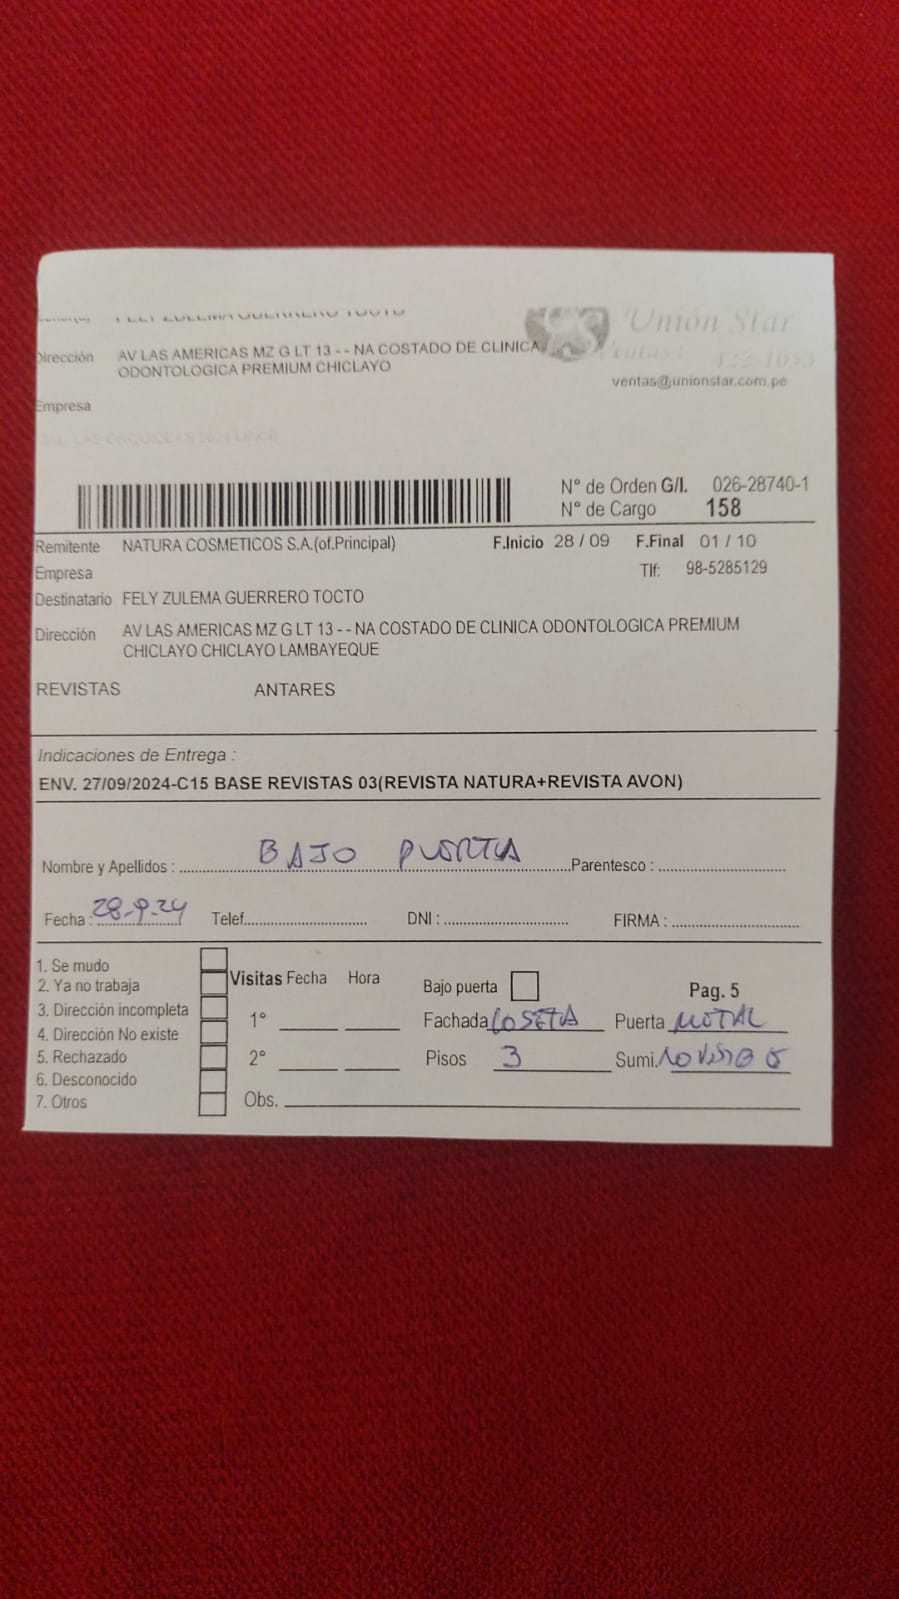 FELY ZULEMA GUERRERO TOCTO
Union Star
Dirección AV LAS AMERICAS MZ G LT 13 - - NA COSTADO DE CLINICA
ODONTOLOGICA PREMIUM CHICLAYO
ventas@unionstar.com.pe
Empresa
N° de Orden G/I. 026-28740-1
N° de Cargo 158
Remitente NATURA COSMETICOS S.A.(of.Principal) F.Inicio 28 / 09 F.Final 01 / 10
Empresa Tlf: 98-5285129
Destinatario FELY ZULEMA GUERRERO TOCTO
Dirección AV LAS AMERICAS MZ G LT 13 - - NA COSTADO DE CLINICA ODONTOLOGICA PREMIUM
CHICLAYO CHICLAYO LAMBAYEQUE
REVISTAS ANTARES
Indicaciones de Entrega :
ENV. 27/09/2024-C15 BASE REVISTAS 03(REVISTA NATURA+REVISTA AVON)
Nombre y Apellidos : BAJO PUERTA Parentesco :
Fecha : 28-9-24 Telef. DNI : FIRMA :
1. Se mudo
2. Ya no trabaja
3. Dirección incompleta
4. Dirección No existe
5. Rechazado
6. Desconocido
7. Otros
Visitas Fecha Hora
1°
2°
Obs.
Bajo puerta Pag. 5
Fachada LOSETA Puerta METAL
Pisos 3 Sumi.